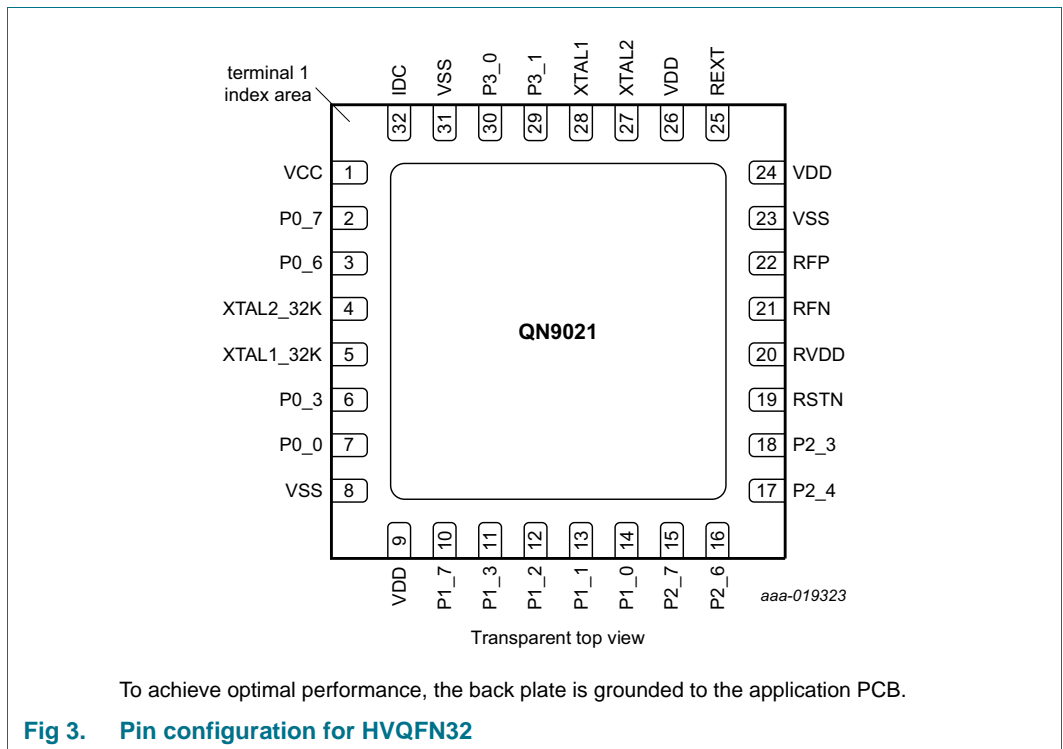 terminal 1
index area
IDC
VSS
P3_0
P3_1
XTAL1
XTAL2
VDD
REXT
32
31
30
29
28
27
26
25
VCC 1
P0_7 2
P0_6 3
XTAL2_32K 4
XTAL1_32K 5
P0_3 6
P0_0 7
VSS 8
QN9021
24 VDD
23 VSS
22 RFP
21 RFN
20 RVDD
19 RSTN
18 P2_3
17 P2_4
9
10
11
12
13
14
15
16
VDD
P1_7
P1_3
P1_2
P1_1
P1_0
P2_7
P2_6
aaa-019323
Transparent top view
To achieve optimal performance, the back plate is grounded to the application PCB.
Fig 3. Pin configuration for HVQFN32